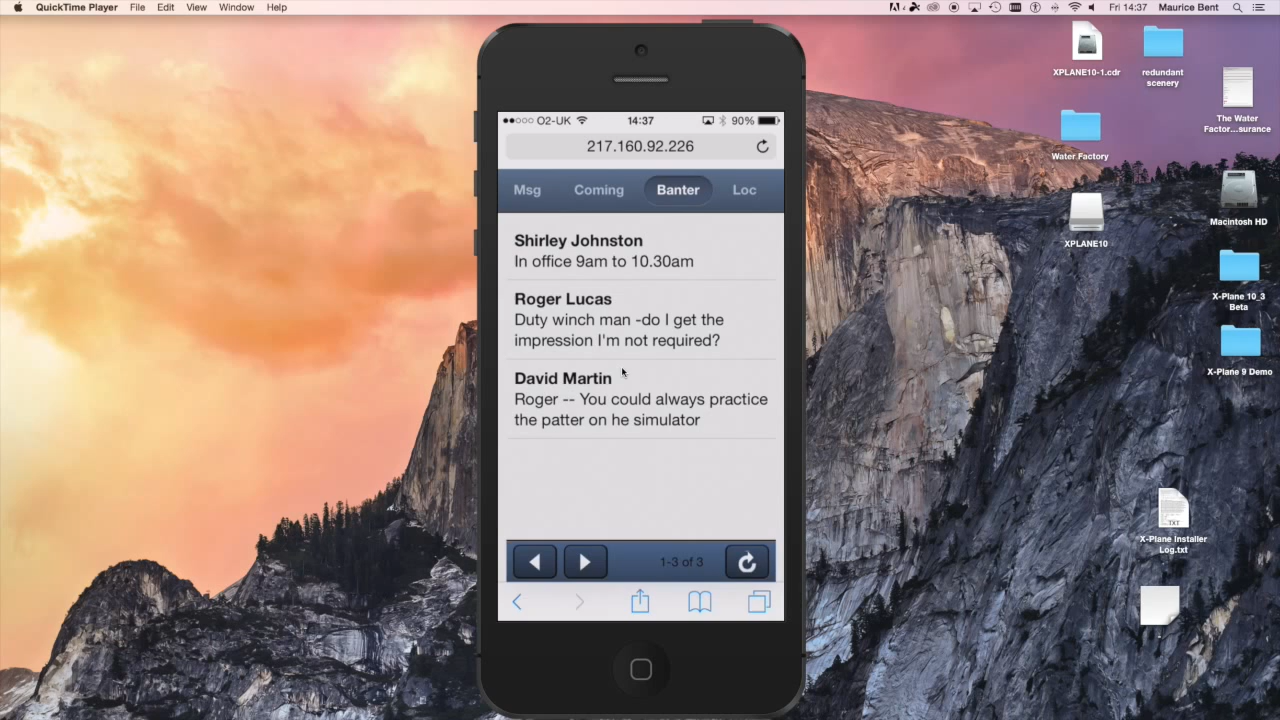 QuickTime Player File Edit View Window Help
Fri 14:37 Maurice Bent
O2-UK 14:37 90%
217.160.92.226
Msg Coming Banter Loc
Shirley Johnston
In office 9am to 10.30am
Roger Lucas
Duty winch man -do I get the
impression I'm not required?
David Martin
Roger -- You could always practice
the patter on he simulator
1-3 of 3
XPLANE10-1.cdr
redundant
scenery
The Water
Factor...surance
Water Factory
Macintosh HD
XPLANE10
X-Plane 10_3
Beta
X-Plane 9 Demo
TXT
X-Plane Installer
Log.txt